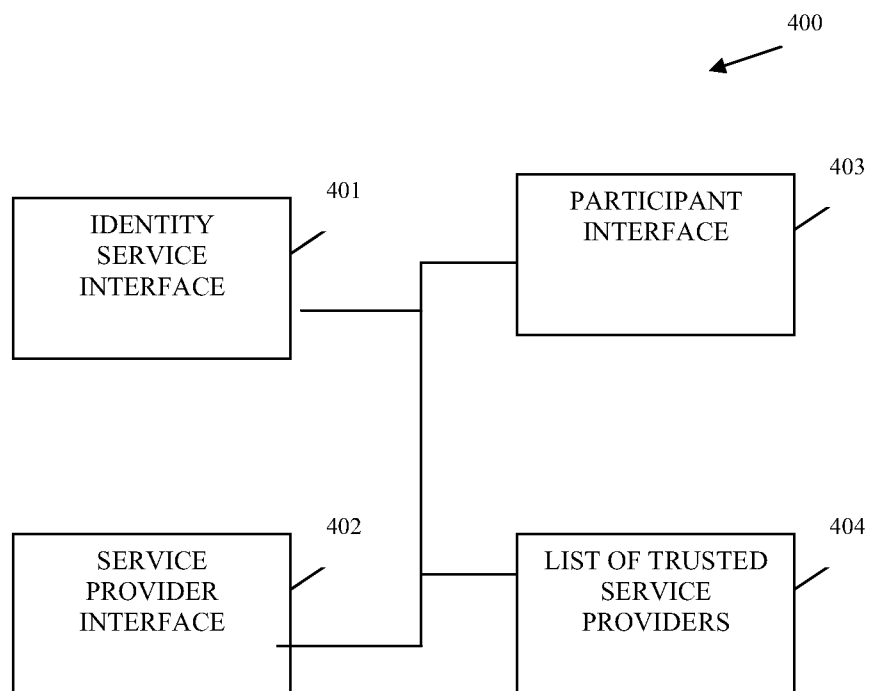 400
401
IDENTITY
SERVICE
INTERFACE
403
PARTICIPANT
INTERFACE
402
SERVICE
PROVIDER
INTERFACE
404
LIST OF TRUSTED
SERVICE
PROVIDERS